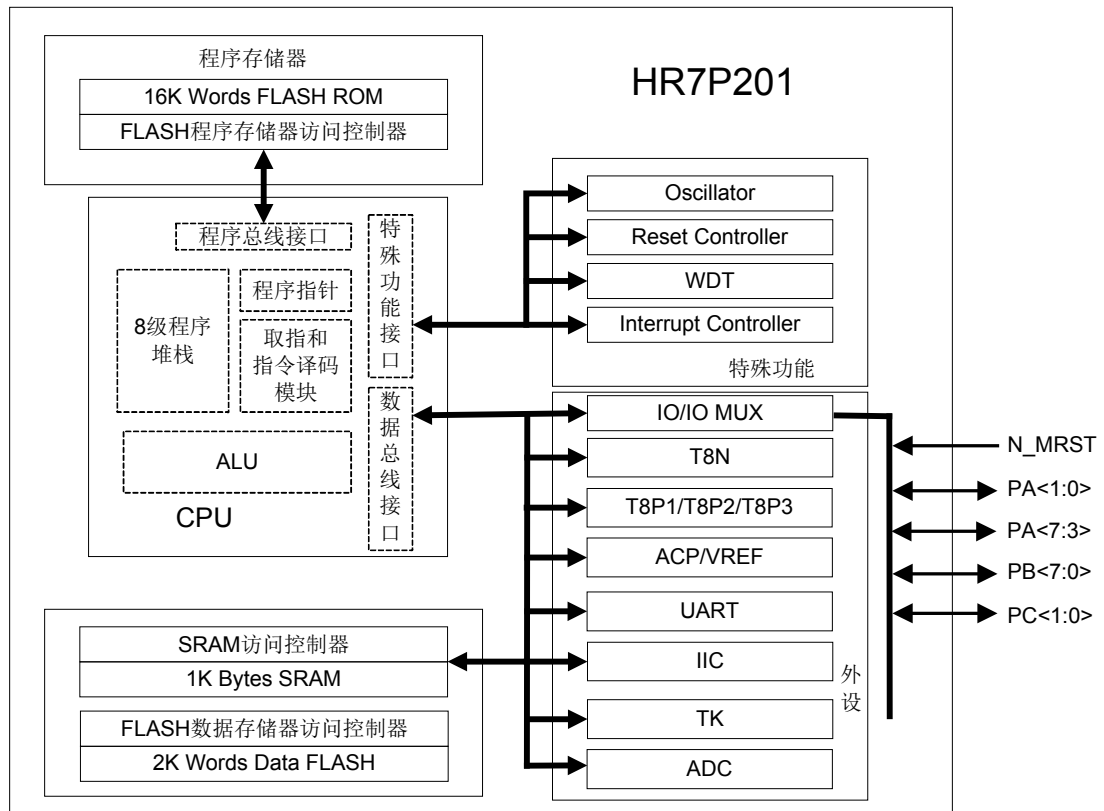 HR7P201
程序存储器
16K Words FLASH ROM
FLASH程序存储器访问控制器
程序总线接口
特殊功能接口
8级程序
堆栈
程序指针
取指和
指令译码
模块
数据总线接口
ALU
CPU
SRAM访问控制器
1K Bytes SRAM
FLASH数据存储器访问控制器
2K Words Data FLASH
Oscillator
Reset Controller
WDT
Interrupt Controller
特殊功能
IO/IO MUX
T8N
T8P1/T8P2/T8P3
ACP/VREF
UART
IIC
TK
ADC
外设
N_MRST
PA<1:0>
PA<7:3>
PB<7:0>
PC<1:0>